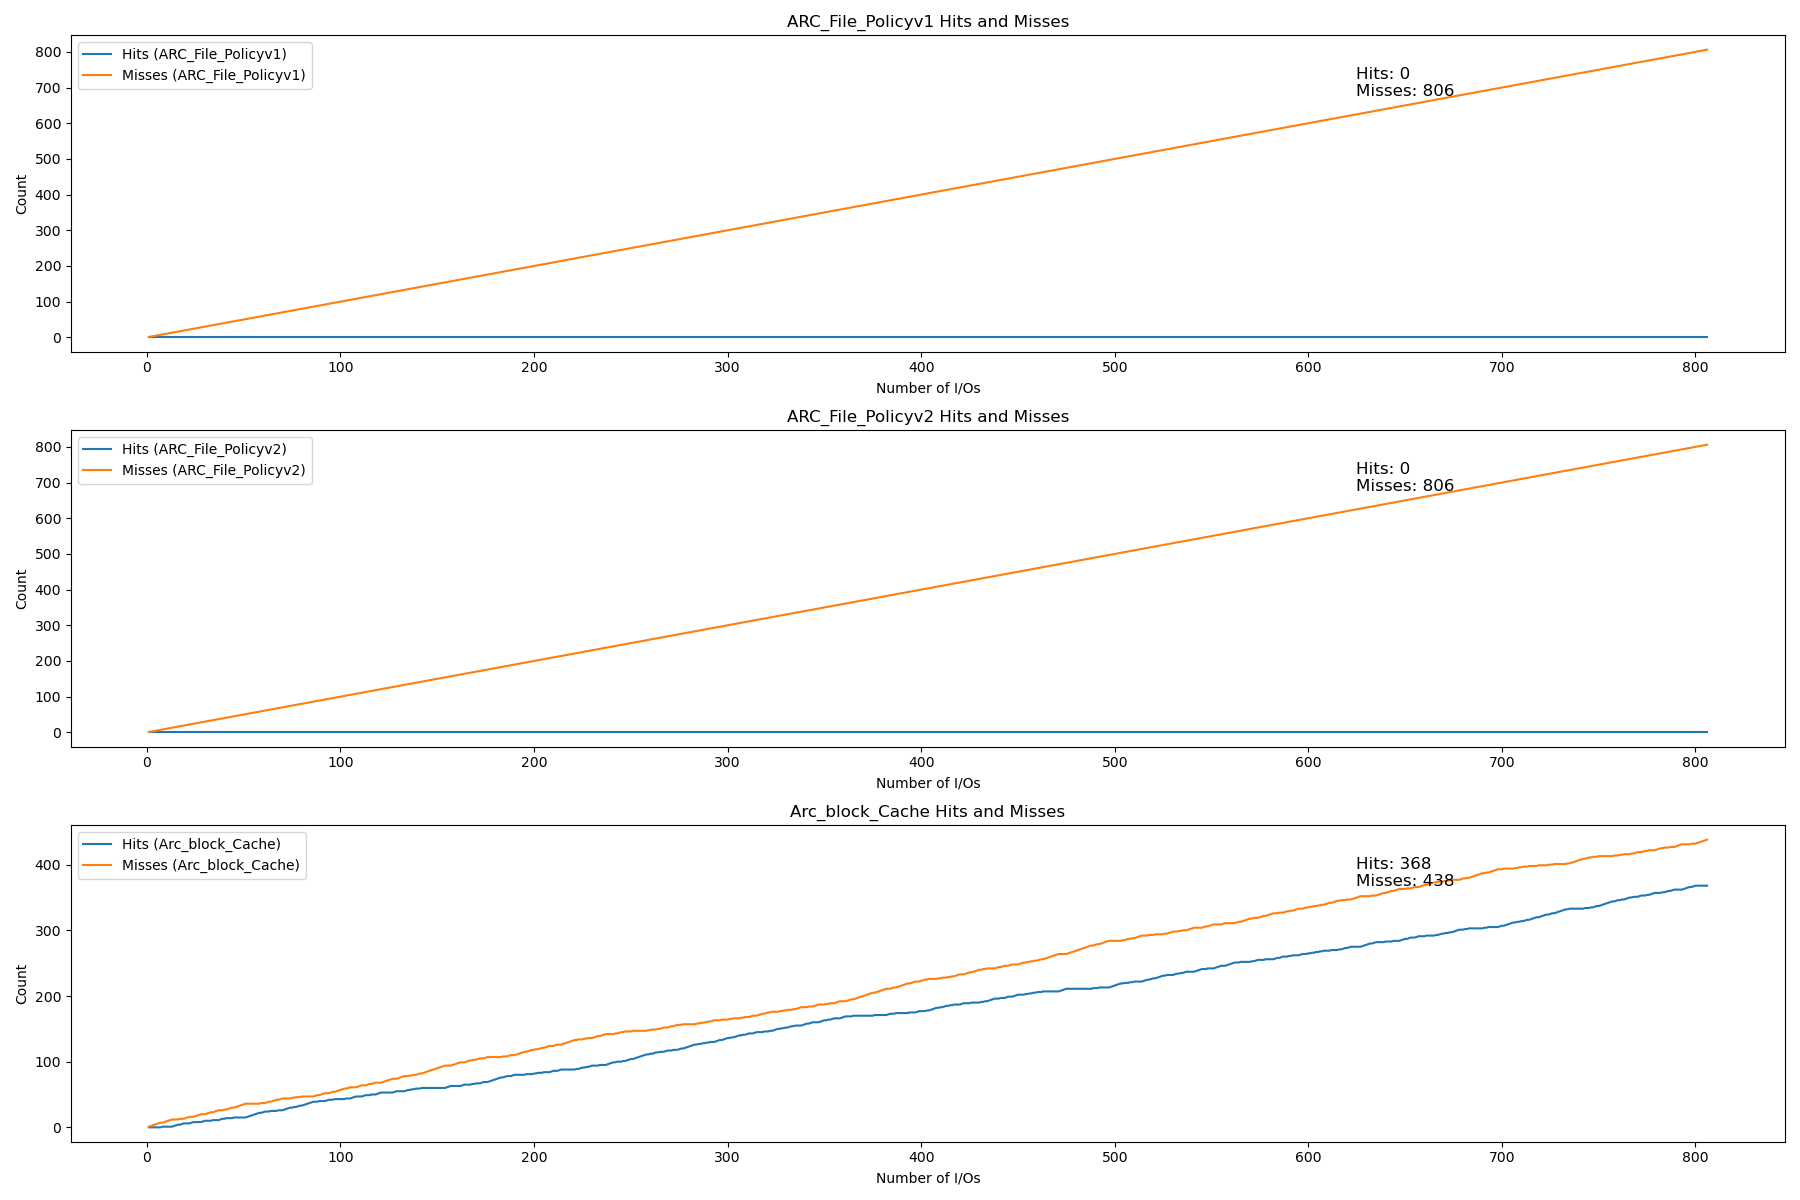 ARC_File_Policyv1 Hits and Misses
Hits (ARC_File_Policyv1)
Misses (ARC_File_Policyv1)
Hits: 0
Misses: 806
800
700
600
500
400
300
200
100
0
Count
0 100 200 300 400 500 600 700 800
Number of I/Os
ARC_File_Policyv2 Hits and Misses
Hits (ARC_File_Policyv2)
Misses (ARC_File_Policyv2)
Hits: 0
Misses: 806
800
700
600
500
400
300
200
100
0
Count
0 100 200 300 400 500 600 700 800
Number of I/Os
Arc_block_Cache Hits and Misses
Hits (Arc_block_Cache)
Misses (Arc_block_Cache)
Hits: 368
Misses: 438
400
300
200
100
0
Count
0 100 200 300 400 500 600 700 800
Number of I/Os